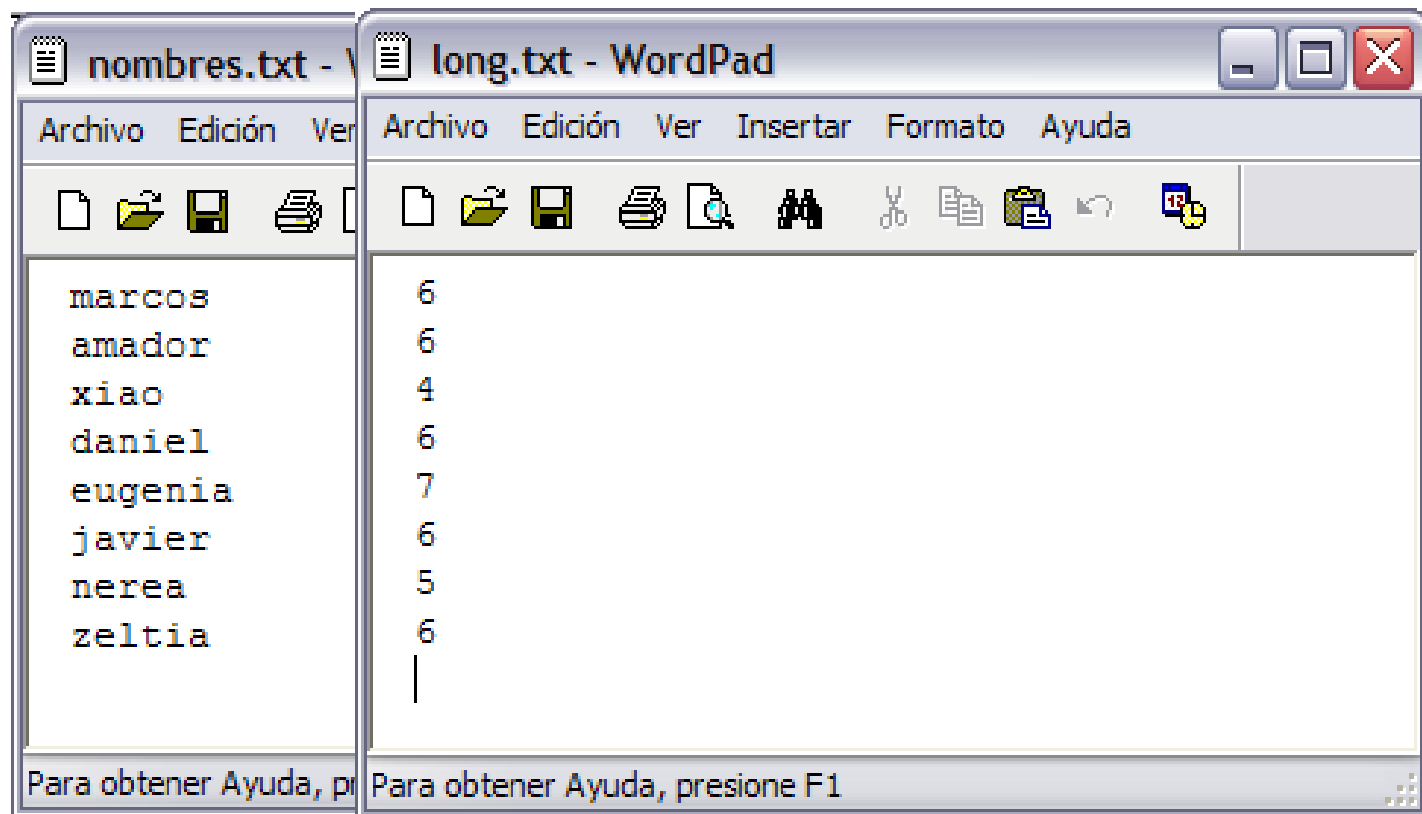 nombres.txt -
Archivo Edición Ver
marcos
amador
xiao
daniel
eugenia
javier
nerea
zeltia
Para obtener Ayuda,
long.txt - WordPad
Archivo Edición Ver Insertar Formato Ayuda
12
6
6
4
6
7
6
5
6
Para obtener Ayuda, presione F1